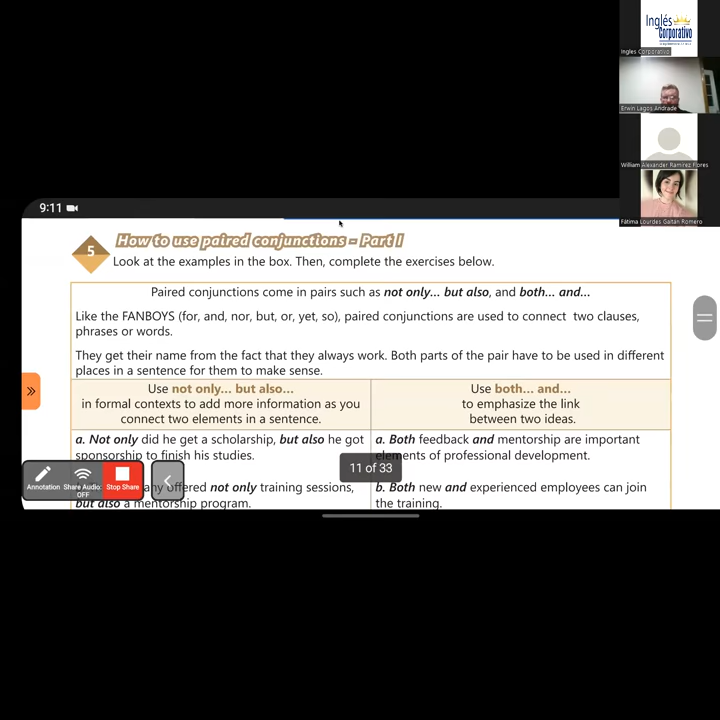 Inglés
Corporativo
Ingles Corporativo
Erwin Lagos Andrade
William Alexander Ramirez Flores
Fátima Lourdes Gaitán Romero
9:11
5
How to use paired conjunctions - Part I
Look at the examples in the box. Then, complete the exercises below.
Paired conjunctions come in pairs such as not only... but also, and both... and...
Like the FANBOYS (for, and, nor, but, or, yet, so), paired conjunctions are used to connect two clauses,
phrases or words.
They get their name from the fact that they always work. Both parts of the pair have to be used in different
places in a sentence for them to make sense.
Use not only... but also...
in formal contexts to add more information as you
connect two elements in a sentence.
Use both... and...
to emphasize the link
between two ideas.
a. Not only did he get a scholarship, but also he got
sponsorship to finish his studies.
offered not only training sessions,
but also a mentorship program.
a. Both feedback and mentorship are important
elements of professional development.
b. Both new and experienced employees can join
the training.
11 of 33
Annotation
Share Audio:
OFF
Stop Share